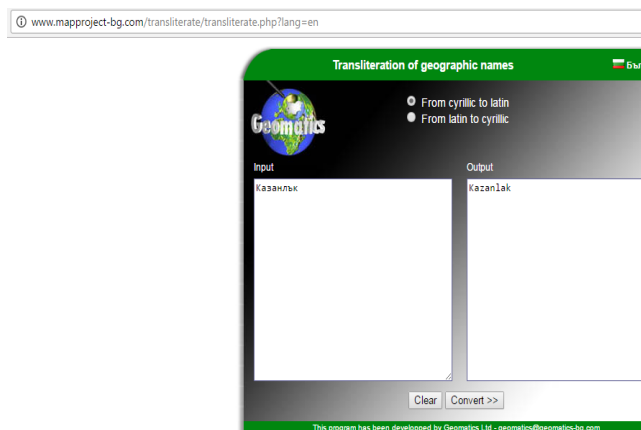 www.mapproject-bg.com/transliterate/transliterate.php?lang=en
Transliteration of geographic names
Бъл
Geomatics
From cyrillic to latin
From latin to cyrillic
Input
Output
Казанлък
Kazanlak
Clear
Convert >>
This program has been developped by Geomatics Ltd - geomatics@geomatics-bg.com